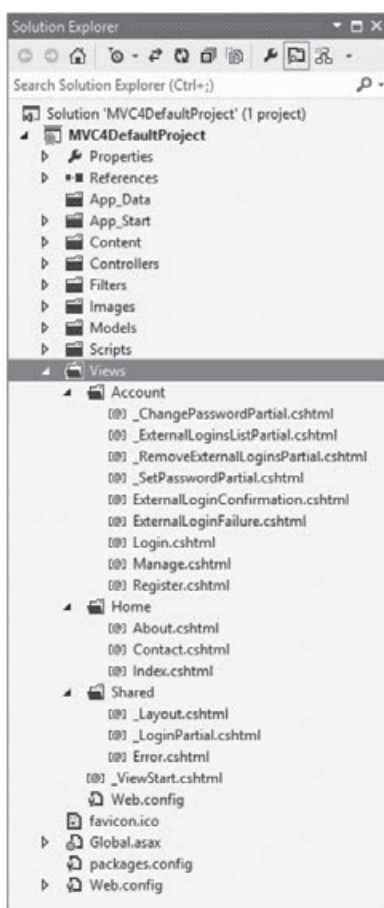 Solution Explorer
Search Solution Explorer (Ctrl+;)
Solution 'MVC4DefaultProject' (1 project)
MVC4DefaultProject
Properties
References
App_Data
App_Start
Content
Controllers
Filters
Images
Models
Scripts
Views
Account
_ChangePasswordPartial.cshtml
_ExternalLoginsListPartial.cshtml
_RemoveExternalLoginsPartial.cshtml
_SetPasswordPartial.cshtml
ExternalLoginConfirmation.cshtml
ExternalLoginFailure.cshtml
Login.cshtml
Manage.cshtml
Register.cshtml
Home
About.cshtml
Contact.cshtml
Index.cshtml
Shared
_Layout.cshtml
_LoginPartial.cshtml
Error.cshtml
_ViewStart.cshtml
Web.config
favicon.ico
Global.asax
packages.config
Web.config